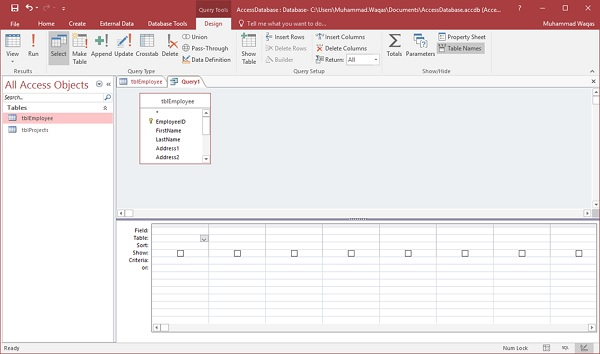 Query Tools
AccessDatabase : Database- C:\Users\Muhammad.Waqas\Documents\AccessDatabase.accdb (Acce...
?
File Home Create External Data Database Tools Design Tell me what you want to do... Muhammad Waqas
View Run Select Make Table Append Update Crosstab Delete
Union
Pass-Through
Data Definition
Show Table
Insert Rows
Delete Rows
Builder
Insert Columns
Delete Columns
Return: All
Totals Parameters
Property Sheet
Table Names
Results Query Type Query Setup Show/Hide
All Access Objects
Search...
Tables
tblEmployee
tblProjects
tblEmployee Query1
tblEmployee
*
EmployeeID
FirstName
LastName
Address1
Address2
Field:
Table:
Sort:
Show:
Criteria:
or:
Ready Num Lock SQL